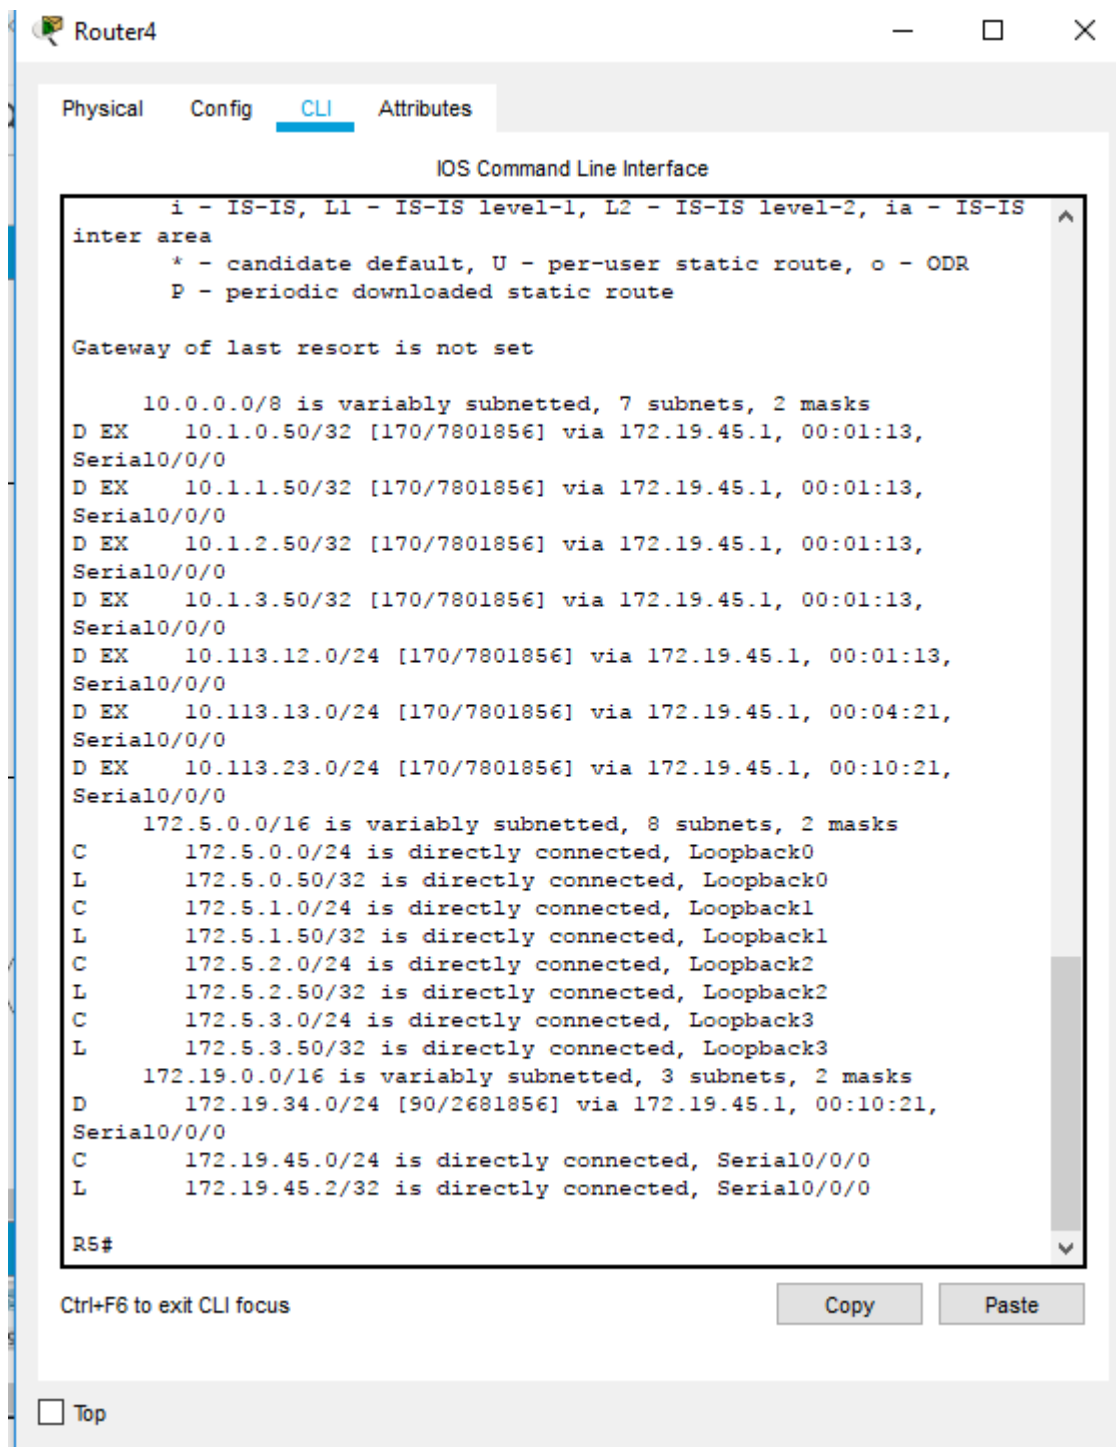 Router4
Physical Config CLI Attributes
IOS Command Line Interface
i - IS-IS, L1 - IS-IS level-1, L2 - IS-IS level-2, ia - IS-IS
inter area
* - candidate default, U - per-user static route, o - ODR
P - periodic downloaded static route
Gateway of last resort is not set
10.0.0.0/8 is variably subnetted, 7 subnets, 2 masks
D EX 10.1.0.50/32 [170/7801856] via 172.19.45.1, 00:01:13,
Serial0/0/0
D EX 10.1.1.50/32 [170/7801856] via 172.19.45.1, 00:01:13,
Serial0/0/0
D EX 10.1.2.50/32 [170/7801856] via 172.19.45.1, 00:01:13,
Serial0/0/0
D EX 10.1.3.50/32 [170/7801856] via 172.19.45.1, 00:01:13,
Serial0/0/0
D EX 10.113.12.0/24 [170/7801856] via 172.19.45.1, 00:01:13,
Serial0/0/0
D EX 10.113.13.0/24 [170/7801856] via 172.19.45.1, 00:04:21,
Serial0/0/0
D EX 10.113.23.0/24 [170/7801856] via 172.19.45.1, 00:10:21,
Serial0/0/0
172.5.0.0/16 is variably subnetted, 8 subnets, 2 masks
C 172.5.0.0/24 is directly connected, Loopback0
L 172.5.0.50/32 is directly connected, Loopback0
C 172.5.1.0/24 is directly connected, Loopback1
L 172.5.1.50/32 is directly connected, Loopback1
C 172.5.2.0/24 is directly connected, Loopback2
L 172.5.2.50/32 is directly connected, Loopback2
C 172.5.3.0/24 is directly connected, Loopback3
L 172.5.3.50/32 is directly connected, Loopback3
172.19.0.0/16 is variably subnetted, 3 subnets, 2 masks
D 172.19.34.0/24 [90/2681856] via 172.19.45.1, 00:10:21,
Serial0/0/0
C 172.19.45.0/24 is directly connected, Serial0/0/0
L 172.19.45.2/32 is directly connected, Serial0/0/0
R5#
Ctrl+F6 to exit CLI focus Copy Paste
Top